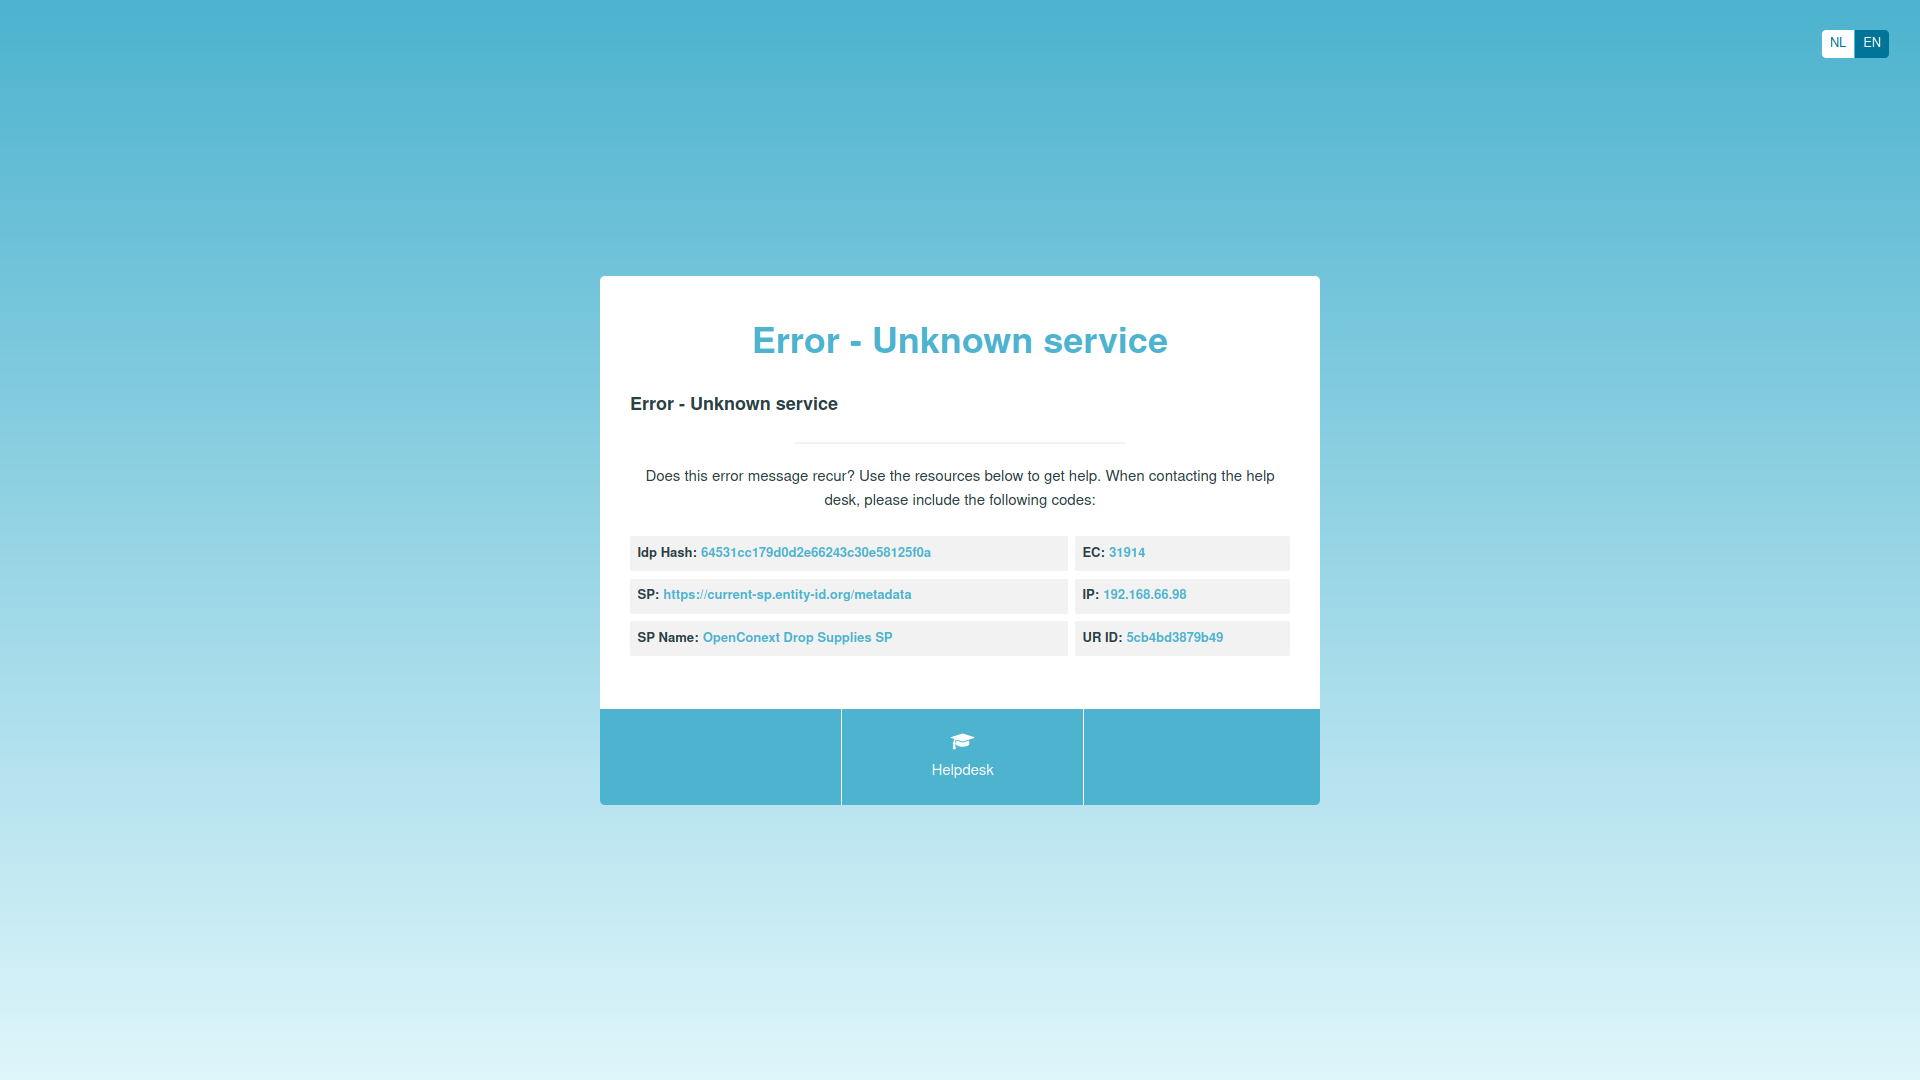 NL EN
Error - Unknown service
Error - Unknown service
Does this error message recur? Use the resources below to get help. When contacting the help
desk, please include the following codes:
Idp Hash: 64531cc179d0d2e66243c30e58125f0a EC: 31914
SP: https://current-sp.entity-id.org/metadata IP: 192.168.66.98
SP Name: OpenConext Drop Supplies SP UR ID: 5cb4bd3879b49
Helpdesk